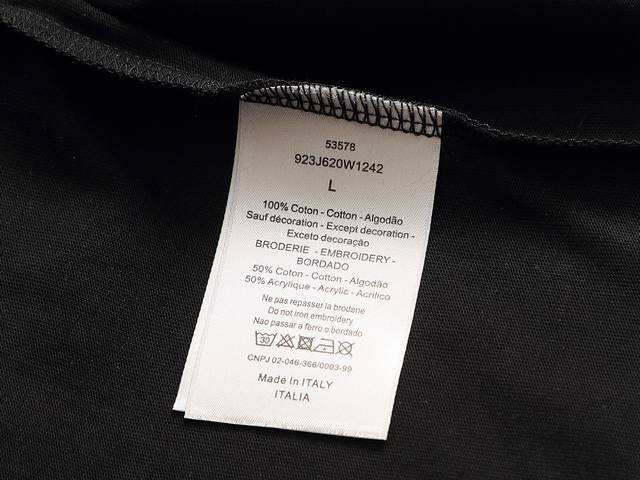 53578
923J620W1242
L
100% Coton - Cotton - Algodão
Sauf décoration - Except decoration -
Exceto decoração
BRODERIE - EMBROIDERY -
BORDADO
50% Coton - Cotton - Algodão
50% Acrylique - Acrylic - Acrilico
Ne pas repasser la brodene
Do not iron embroidery
Nao passar a ferro o bordado
30
CNPJ 02-046-366/0003-99
Made In ITALY
ITALIA